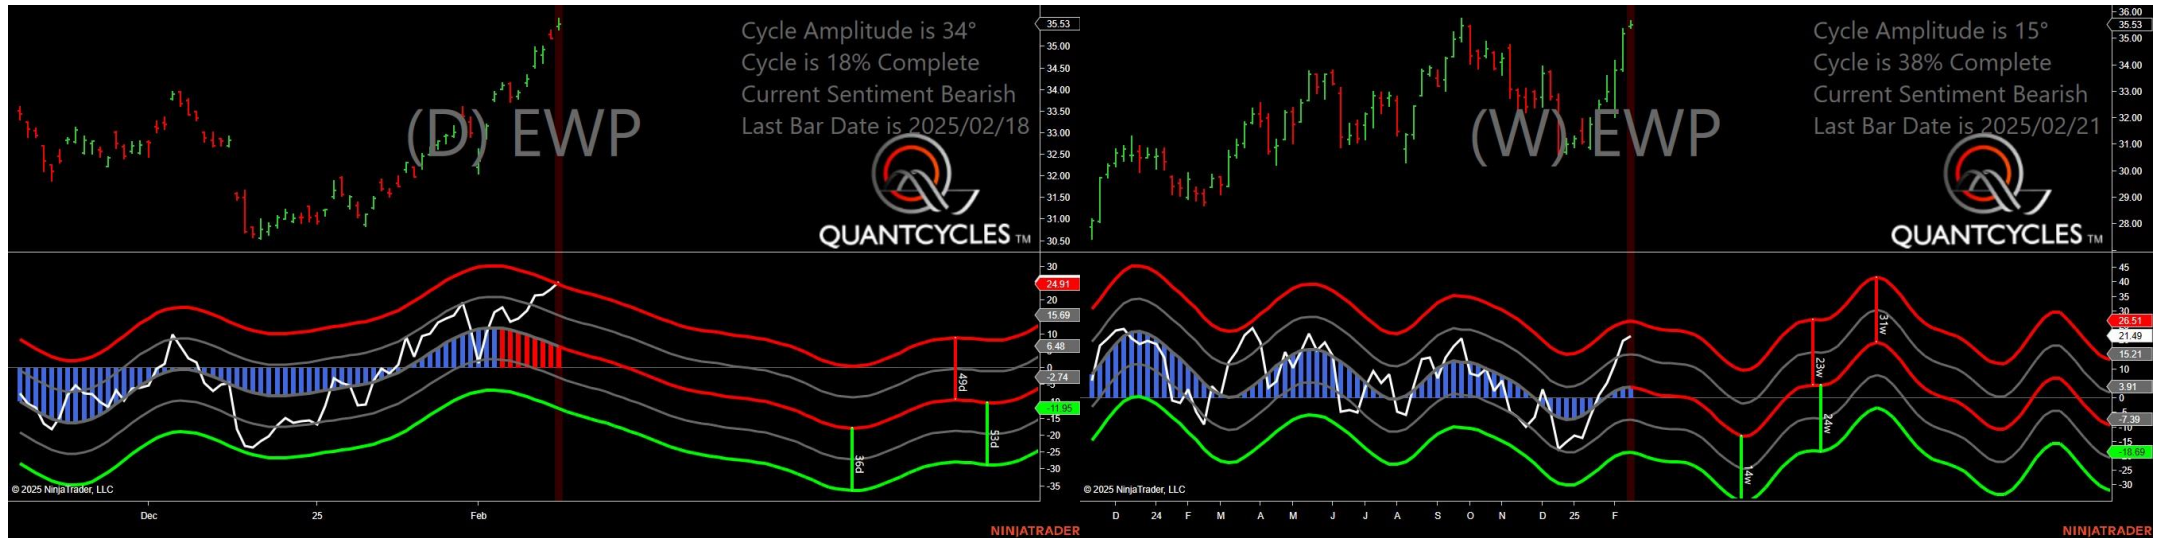 Cycle Amplitude is 34°
Cycle is 18% Complete
Current Sentiment Bearish
Last Bar Date is 2025/02/18
(D) EWP
QUANTCYCLES TM
35.53
35.00
34.50
34.00
33.50
33.00
32.50
32.00
31.50
31.00
30.50
30
24.91
20
15.69
10
6.48
0
-2.74
-5
-11.95
-15
-20
-25
-30
-35
36d
49d
53d
© 2025 NinjaTrader, LLC
Dec
25
Feb
NINJATRADER
Cycle Amplitude is 15°
Cycle is 38% Complete
Current Sentiment Bearish
Last Bar Date is 2025/02/21
(W) EWP
QUANTCYCLES TM
36.00
35.53
35.00
34.00
33.00
32.00
31.00
30.00
29.00
28.00
45
40
35
30
26.51
21.49
15.21
10
3.91
0
-7.39
-15
-18.69
-25
-30
14w
23w
24w
31w
© 2025 NinjaTrader, LLC
D 24 F M A M J J A S O N D 25 F
NINJATRADER